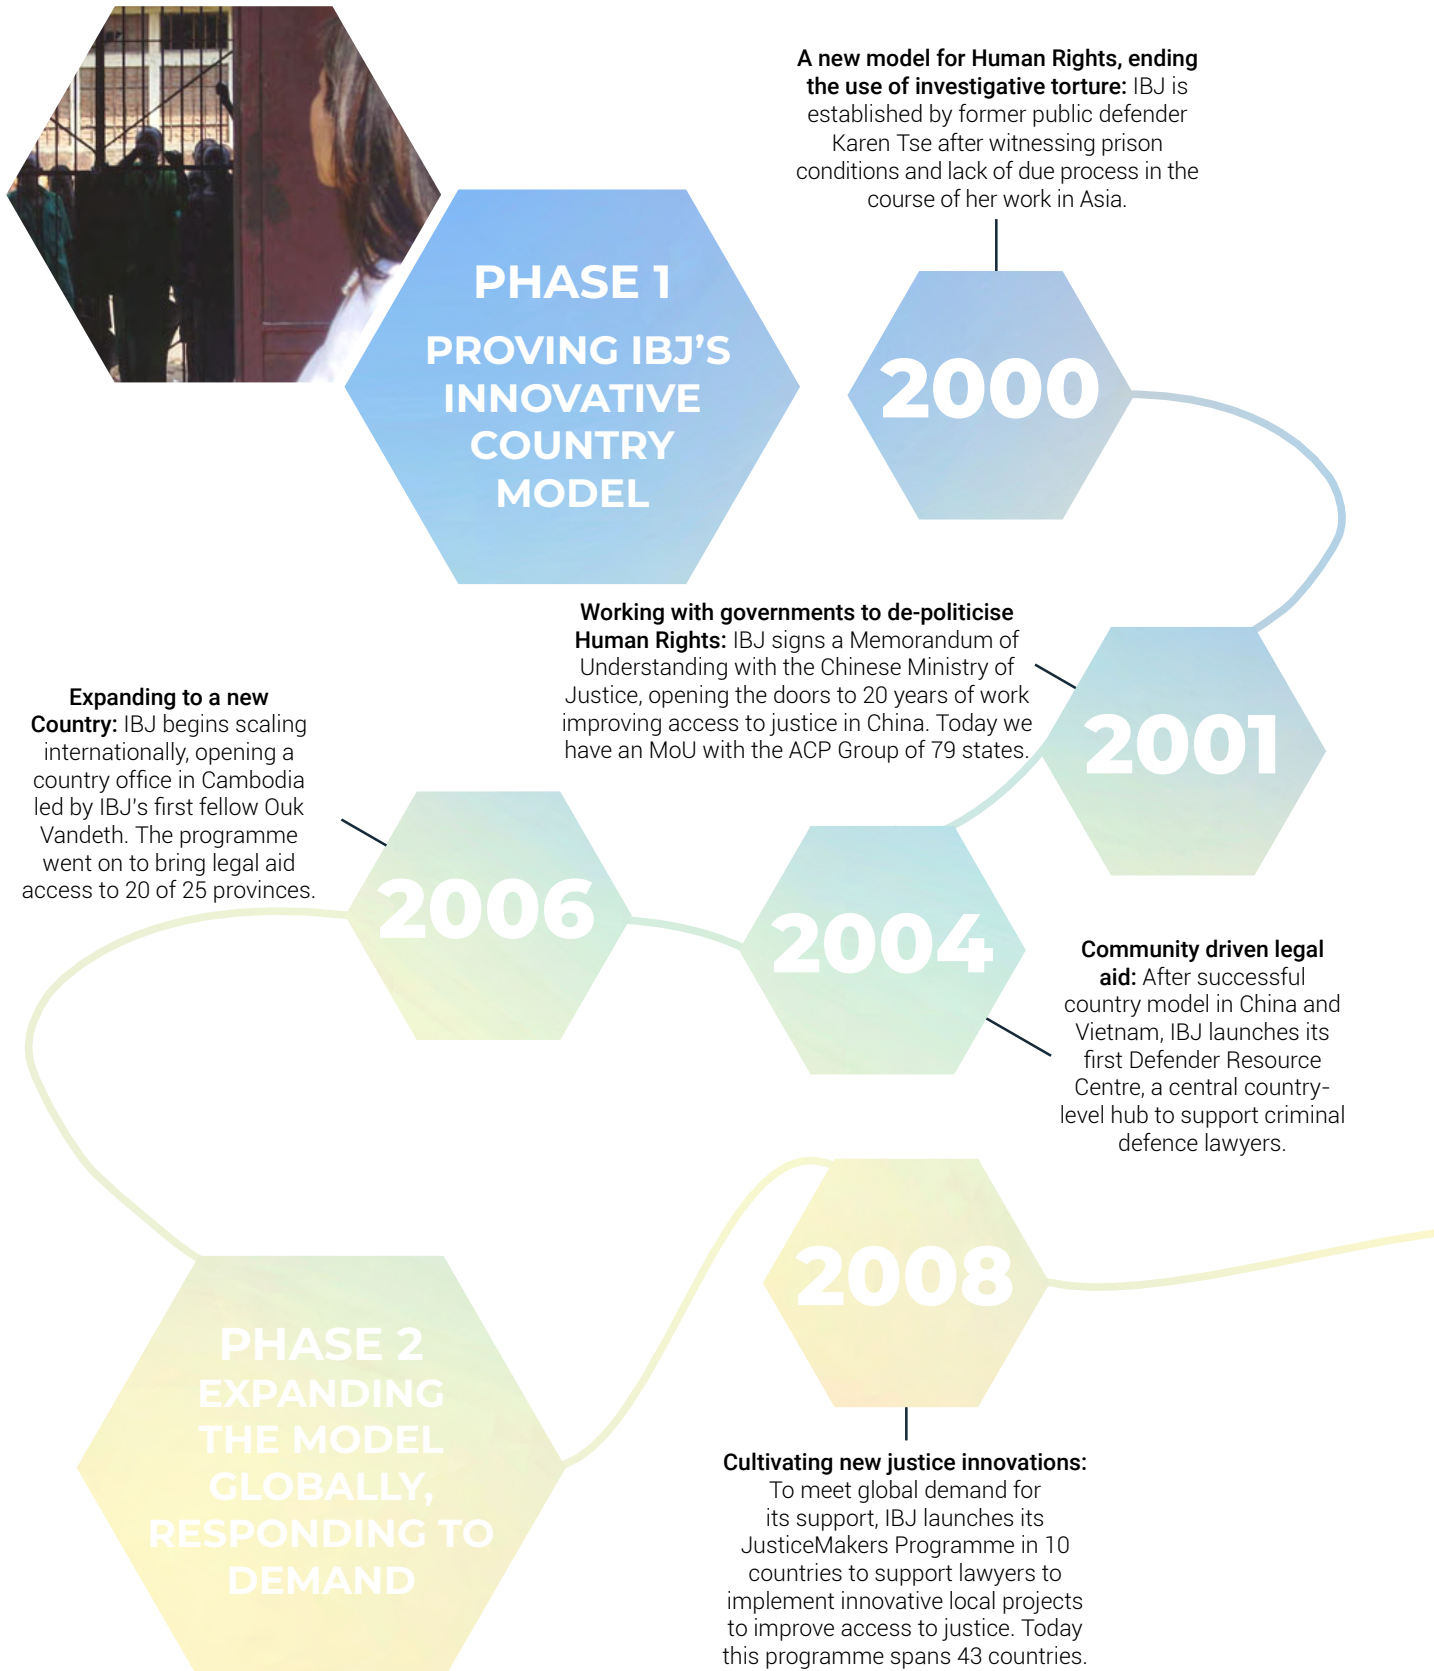 A new model for Human Rights, ending
the use of investigative torture: IBJ is
established by former public defender
Karen Tse after witnessing prison
conditions and lack of due process in the
course of her work in Asia.
PHASE 1
PROVING IBJ'S
INNOVATIVE
COUNTRY
MODEL
2000
Working with governments to de-politicise
Human Rights: IBJ signs a Memorandum of
Understanding with the Chinese Ministry of
Justice, opening the doors to 20 years of work
improving access to justice in China. Today we
have an MoU with the ACP Group of 79 states.
2001
Community driven legal
aid: After successful
country model in China and
Vietnam, IBJ launches its
first Defender Resource
Centre, a central country-
level hub to support criminal
defence lawyers.
2004
Expanding to a new
Country: IBJ begins scaling
internationally, opening a
country office in Cambodia
led by IBJ's first fellow Ouk
Vandeth. The programme
went on to bring legal aid
access to 20 of 25 provinces.
2006
PHASE 2
EXPANDING
THE MODEL
GLOBALLY,
RESPONDING TO
DEMAND
2008
Cultivating new justice innovations:
To meet global demand for
its support, IBJ launches its
JusticeMakers Programme in 10
countries to support lawyers to
implement innovative local projects
to improve access to justice. Today
this programme spans 43 countries.